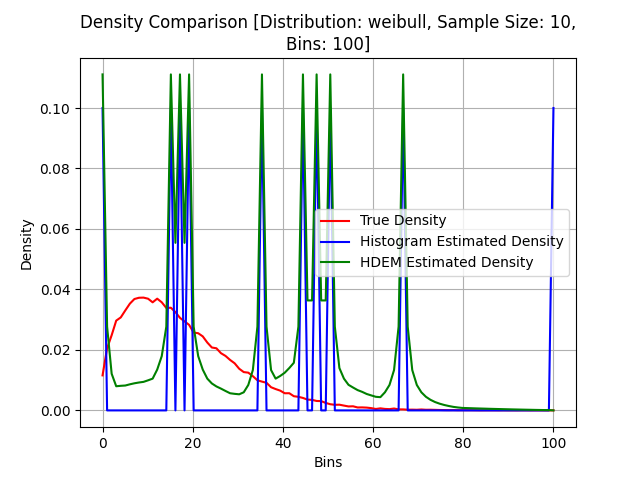 Density Comparison [Distribution: weibull, Sample Size: 10,
Bins: 100]
Density
0.10
0.08
0.06
0.04
0.02
0.00
True Density
Histogram Estimated Density
HDEM Estimated Density
0 20 40 60 80 100
Bins